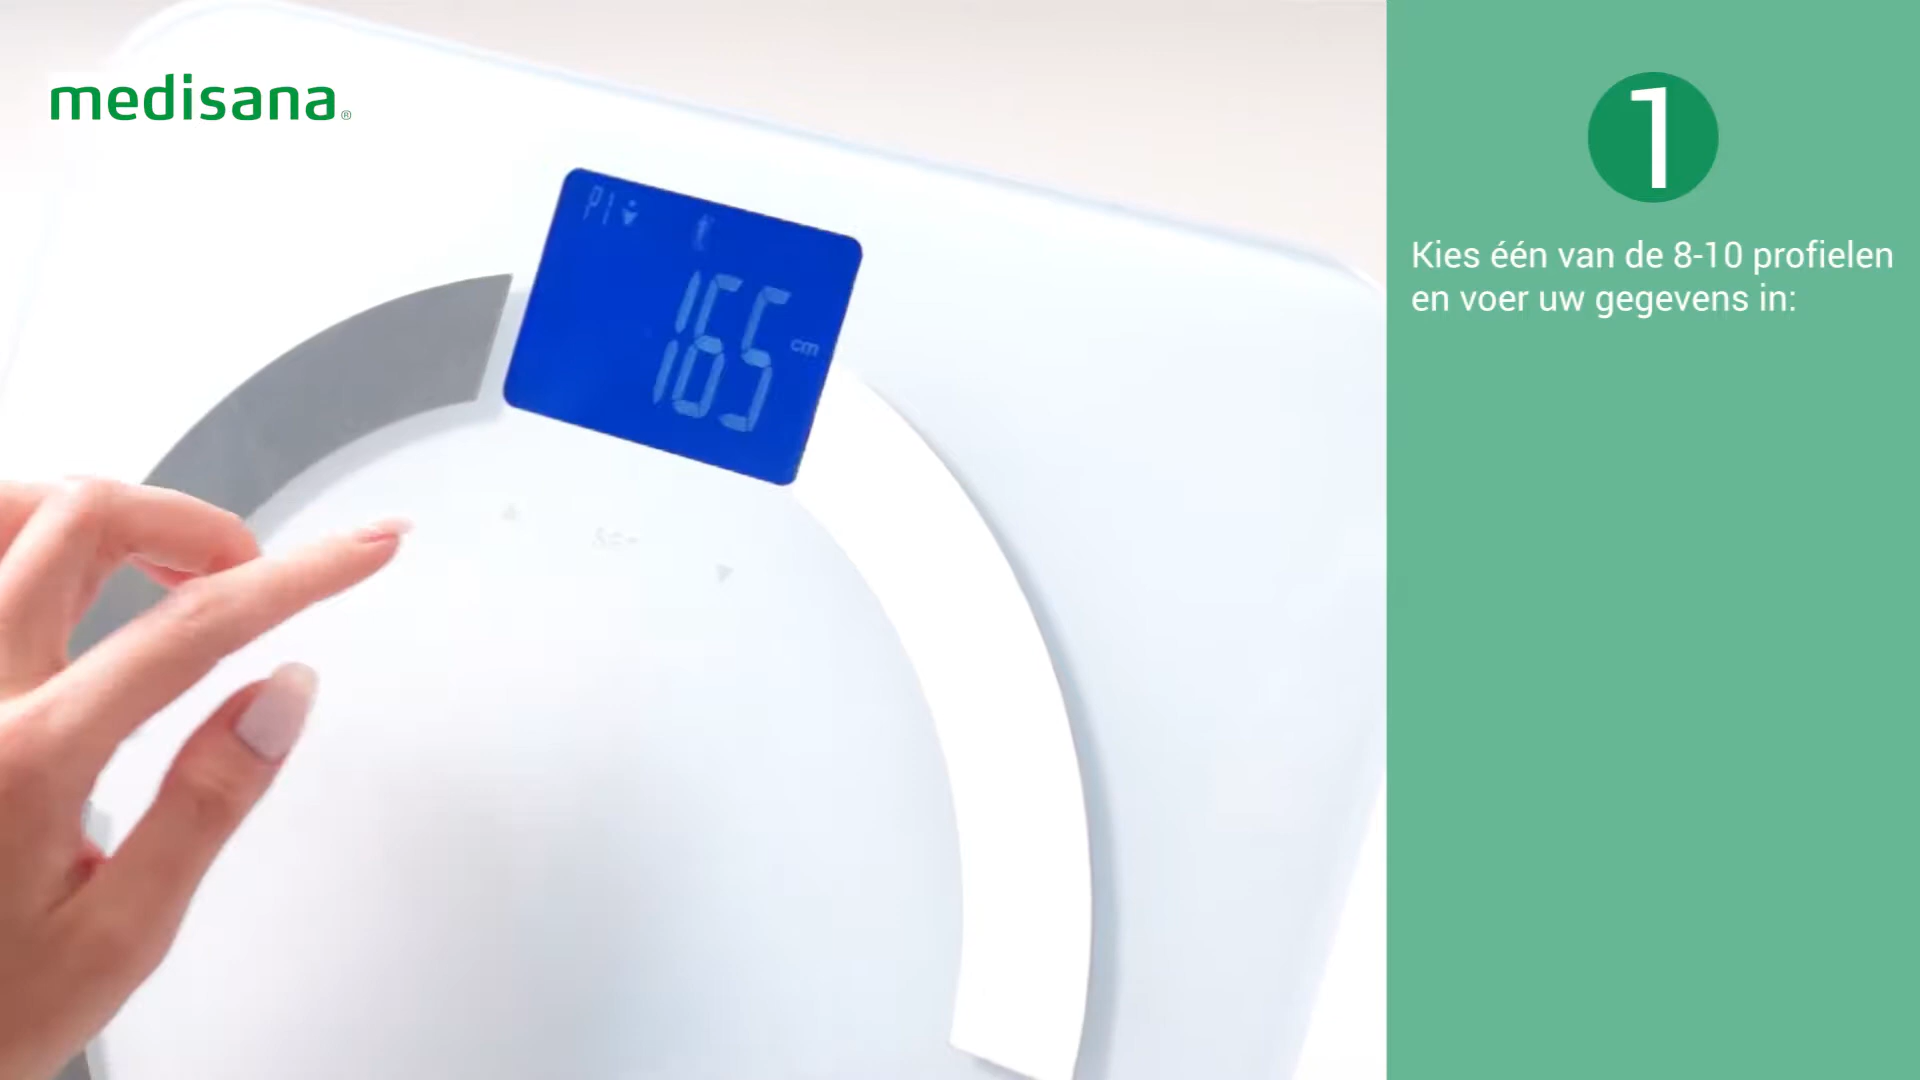 medisana®
1
Kies één van de 8-10 profielen
en voer uw gegevens in:
P1
165 cm